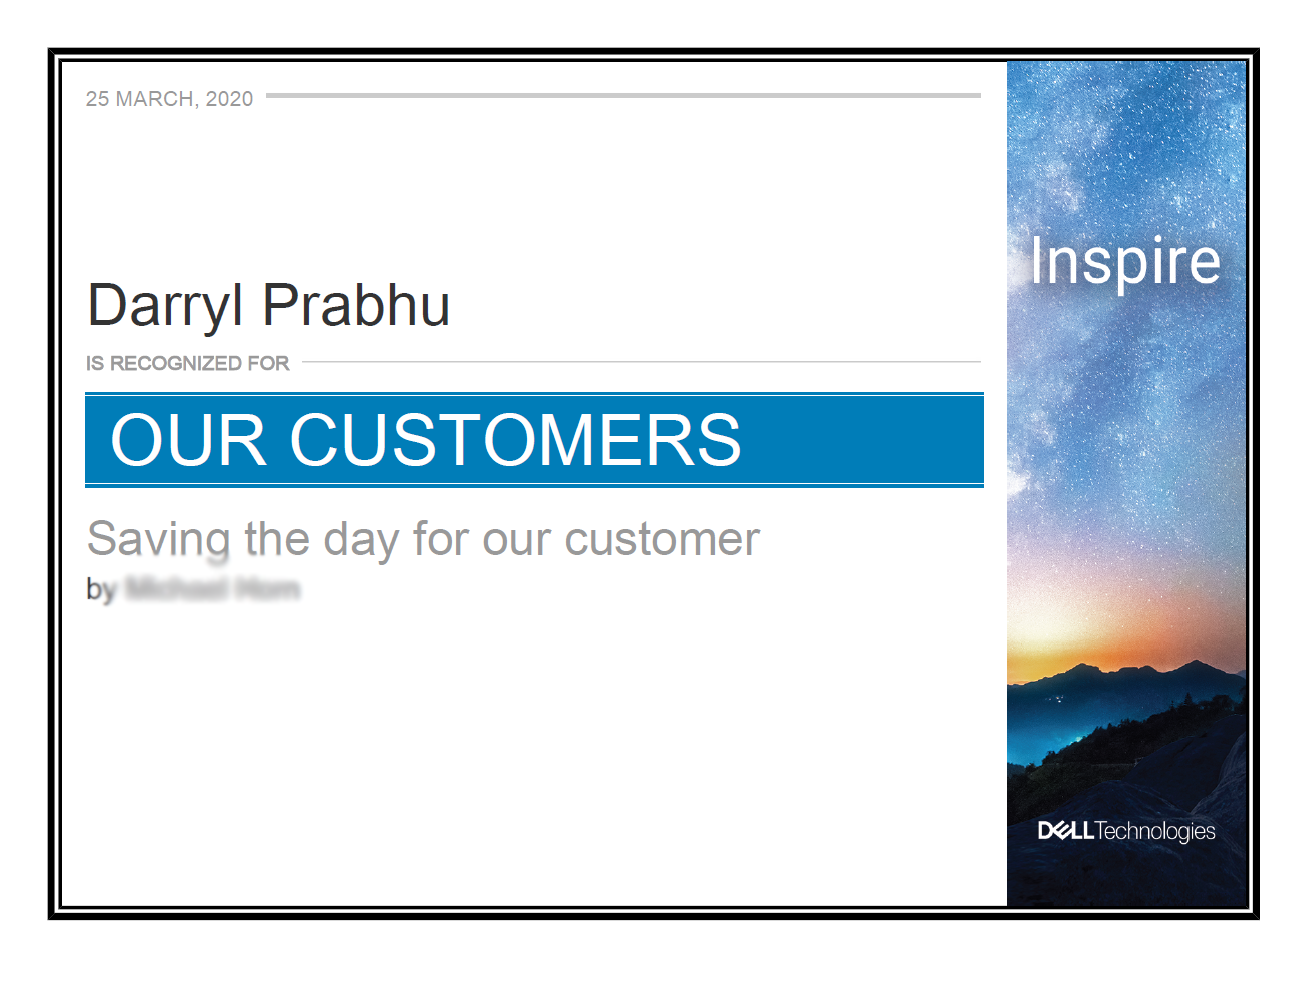 25 MARCH, 2020
Darryl Prabhu
IS RECOGNIZED FOR
OUR CUSTOMERS
Saving the day for our customer
by
Inspire
DELLTechnologies